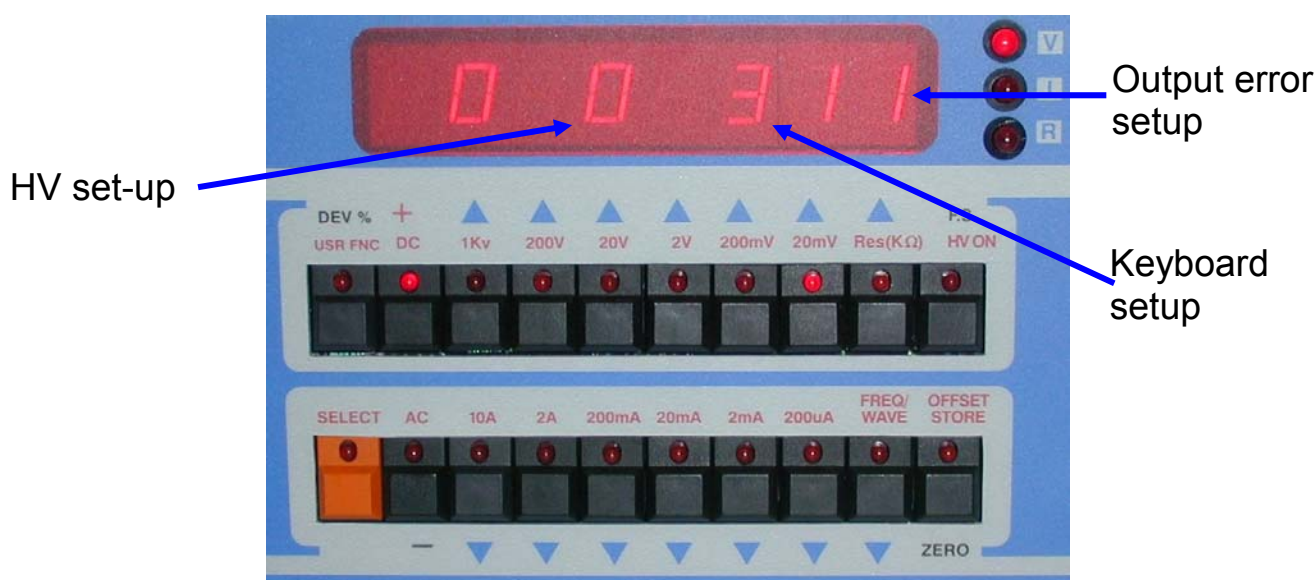 0 0 3 1 1
V
I
R
Output error
setup
HV set-up
DEV % +
USR FNC DC 1Kv 200V 20V 2V 200mV 20mV Res(KΩ) HV ON
Keyboard
setup
SELECT AC 10A 2A 200mA 20mA 2mA 200uA FREQ/
WAVE OFFSET
STORE
— ZERO